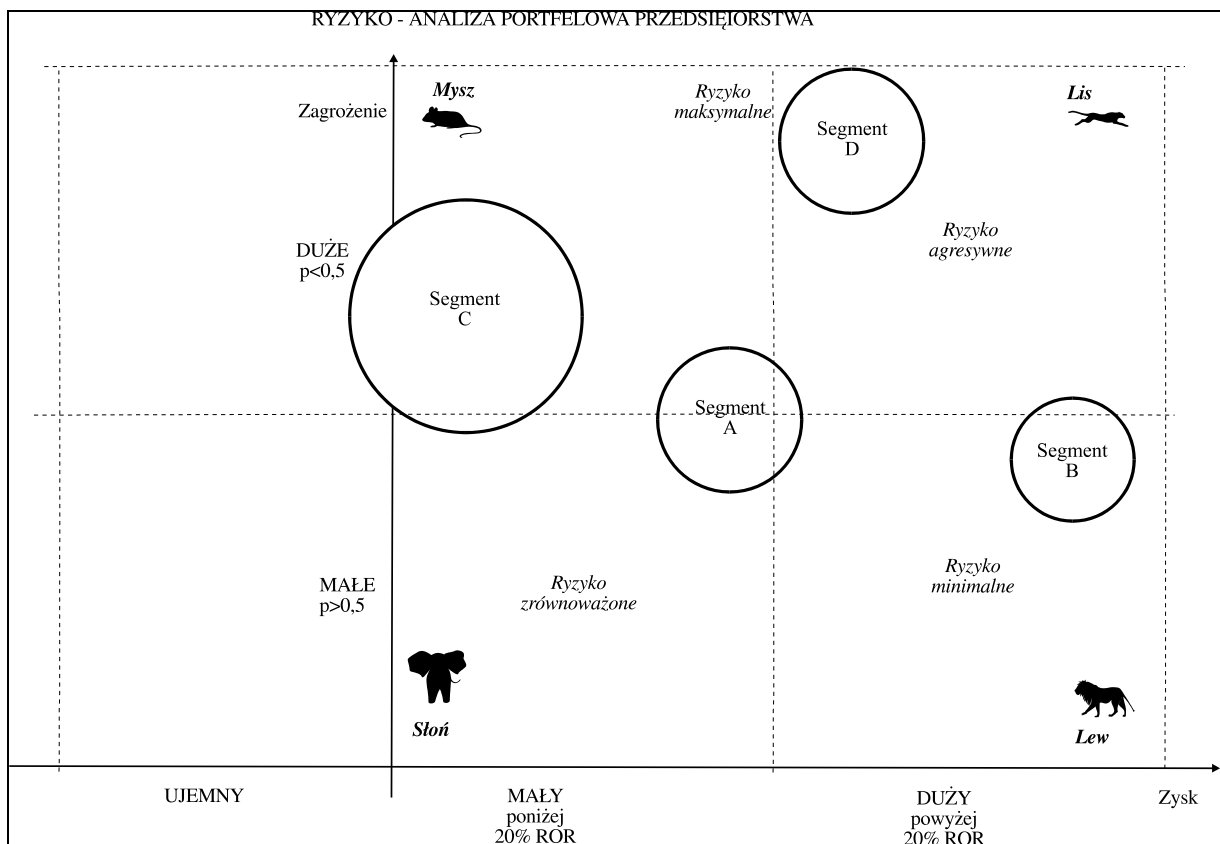 RYZYKO - ANALIZA PORTFELOWA PRZEDSIĘIORSTWA
Mysz
Ryzyko
maksymalne
Lis
Zagrożenie
Segment
D
Ryzyko
agresywne
DUŻE
p<0,5
Segment
C
Segment
A
Segment
B
MAŁE
p>0,5
Ryzyko
zrównoważone
Ryzyko
minimalne
Słoń
Lew
UJEMNY
MAŁY
poniżej
20% ROR
DUŻY
powyżej
20% ROR
Zysk